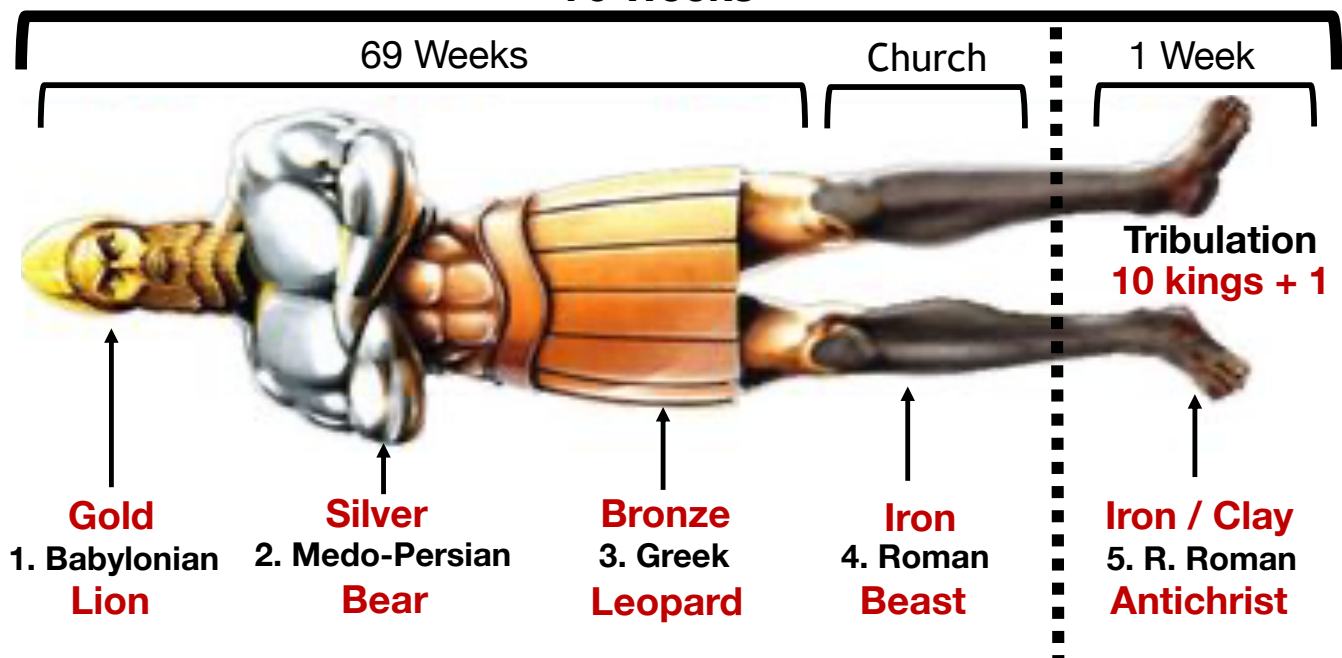 69 Weeks
Church
1 Week
Tribulation
10 kings + 1
Gold
1. Babylonian
Lion
Silver
2. Medo-Persian
Bear
Bronze
3. Greek
Leopard
Iron
4. Roman
Beast
Iron / Clay
5. R. Roman
Antichrist